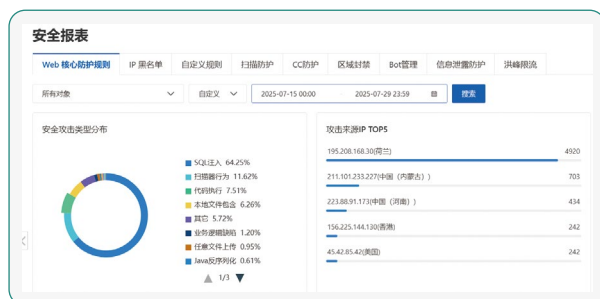 安全报表
Web 核心防护规则 IP 黑名单 自定义规则 扫描防护 CC防护 区域封禁 Bot管理 信息泄露防护 洪峰限流
所有对象 自定义 2025-07-15 00:00 2025-07-29 23:59 搜索
安全攻击类型分布
SQL注入 64.25%
扫描器行为 11.62%
代码执行 7.51%
本地文件包含 6.26%
其它 5.72%
业务逻辑缺陷 1.20%
任意文件上传 0.95%
Java反序列化 0.61%
1/3
攻击来源IP TOP5
195.208.168.30(荷兰) 4920
211.101.233.227(中国（内蒙古）) 703
223.88.91.173(中国（河南）) 434
156.225.144.130(香港) 242
45.42.85.42(美国) 242